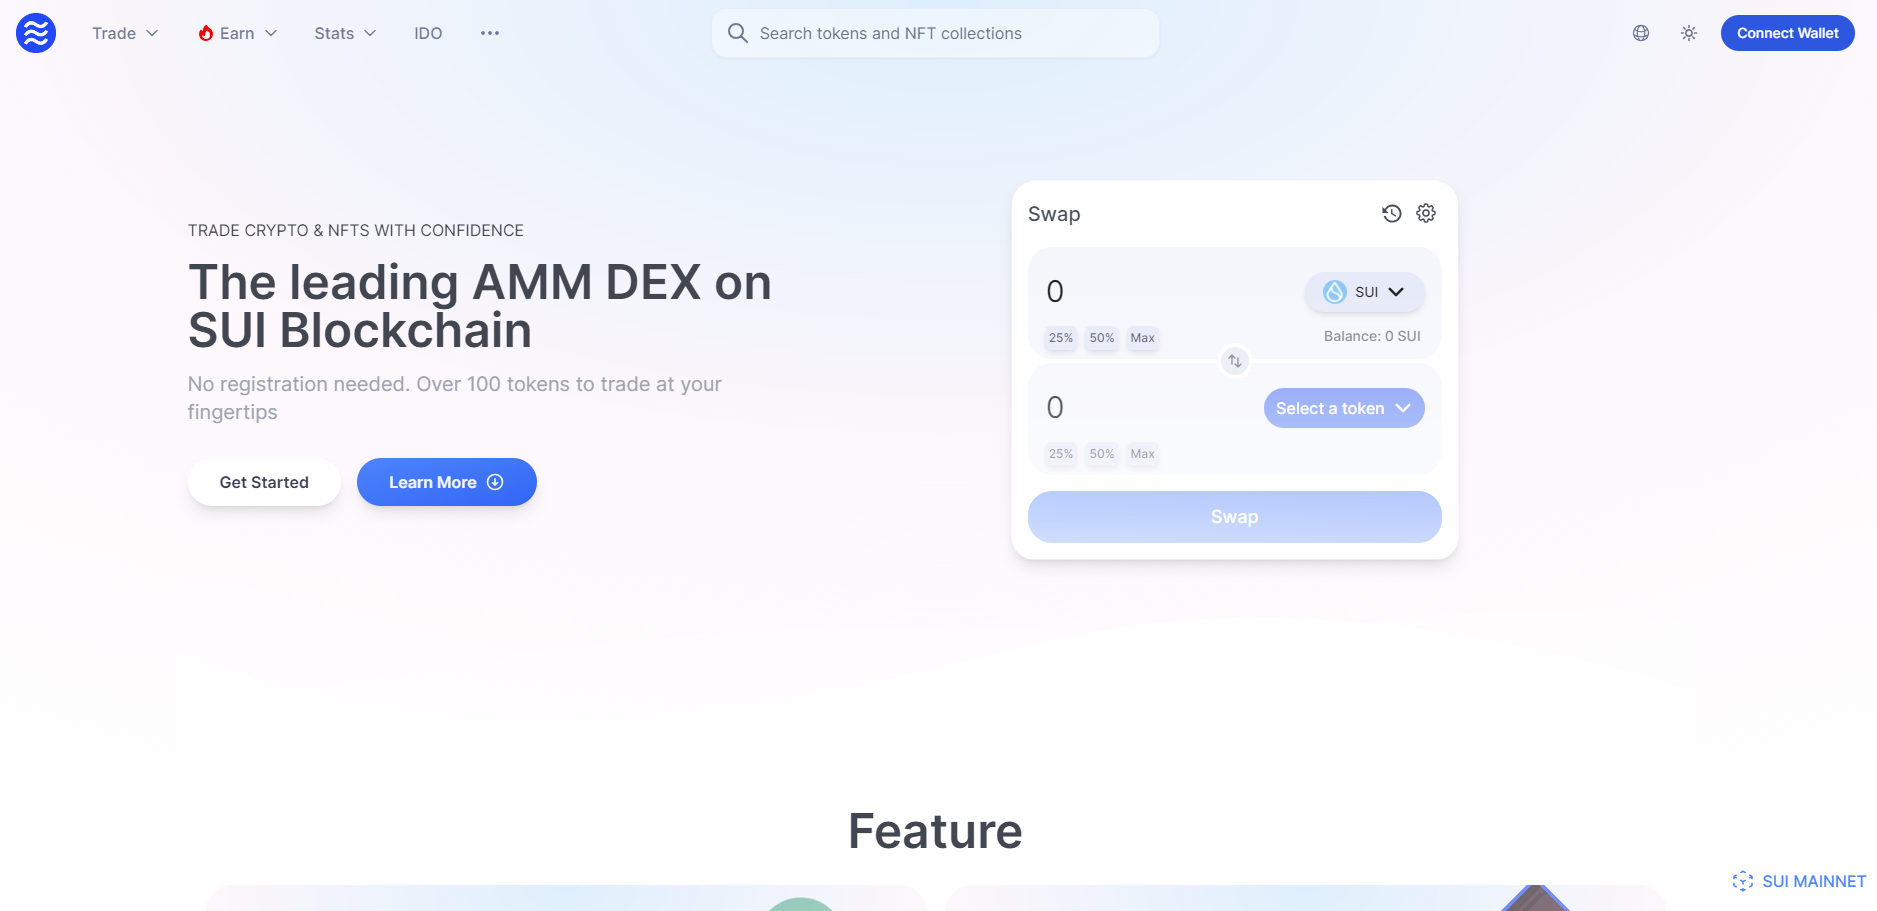 Trade
Earn
Stats
IDO
Search tokens and NFT collections
Connect Wallet
TRADE CRYPTO & NFTS WITH CONFIDENCE
The leading AMM DEX on
SUI Blockchain
No registration needed. Over 100 tokens to trade at your
fingertips
Get Started
Learn More
Swap
0
SUI
25% 50% Max
Balance: 0 SUI
0
Select a token
25% 50% Max
Swap
Feature
SUI MAINNET